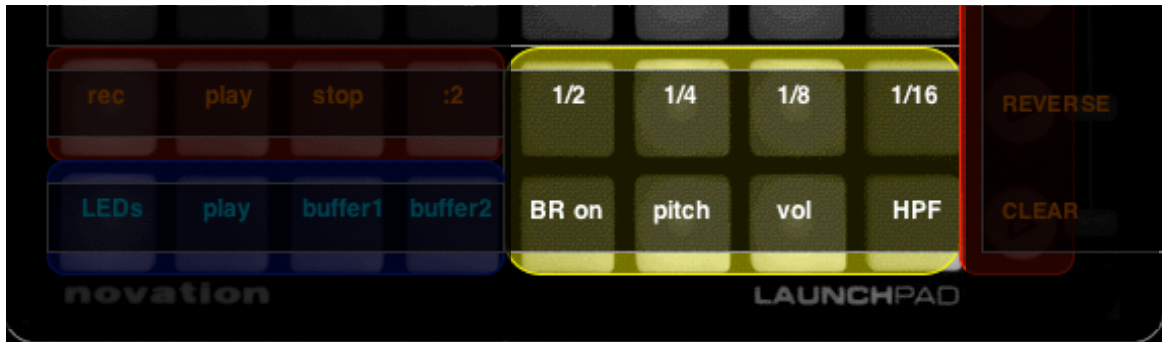 rec play stop :2 1/2 1/4 1/8 1/16 REVERSE
LEDs play buffer1 buffer2 BR on pitch vol HPF CLEAR
novation LAUNCHPAD